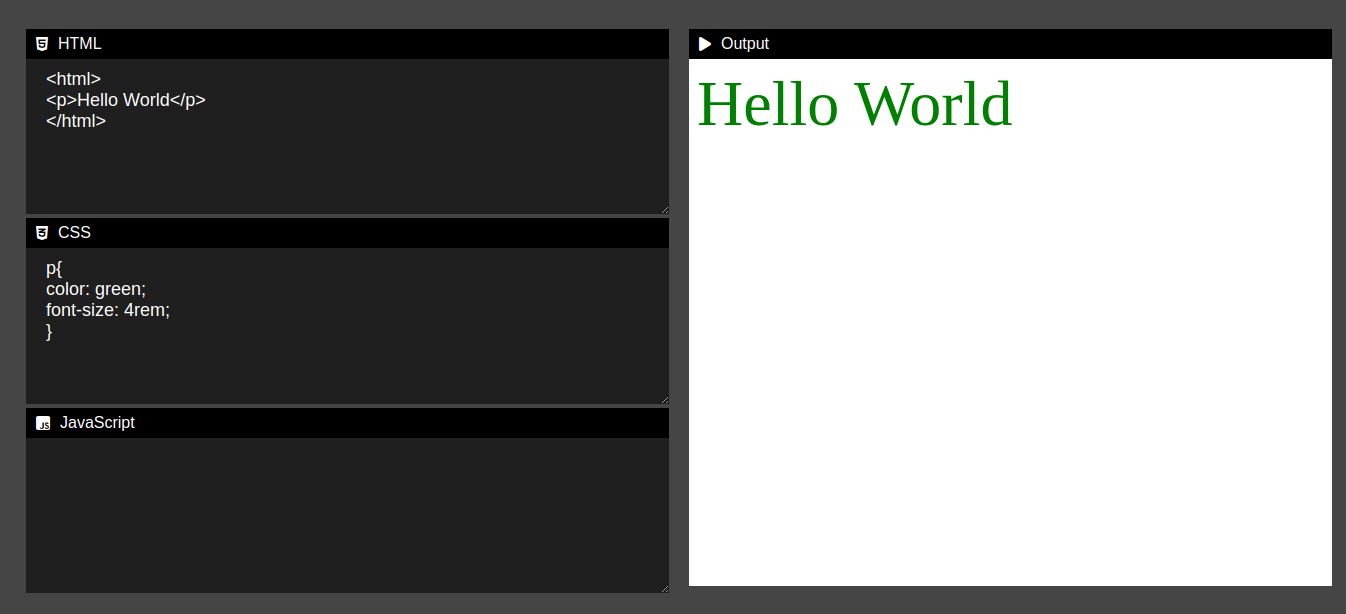 HTML
<html>
<p>Hello World</p>
</html>
CSS
p{
color: green;
font-size: 4rem;
}
JS JavaScript
Output
Hello World